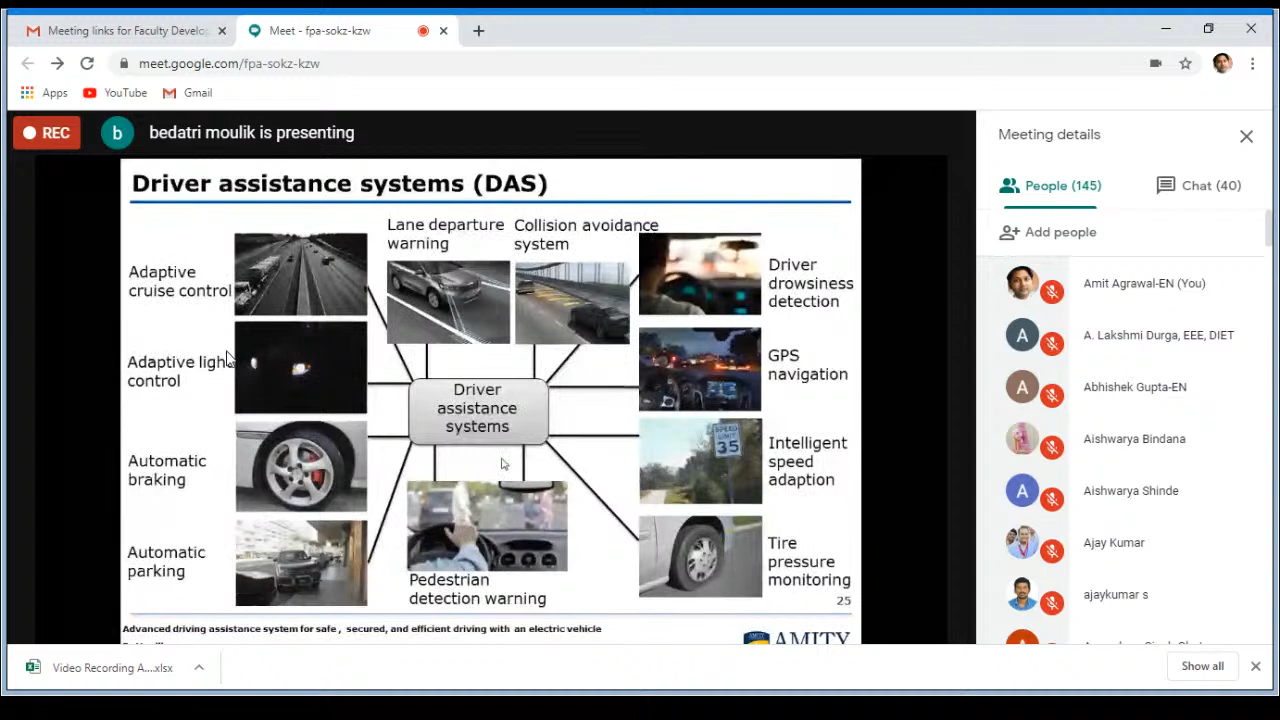 Meeting links for Faculty Develo
Meet - fpa-sokz-kzw
meet.google.com/fpa-sokz-kzw
Apps
YouTube
Gmail
REC
b
bedatri moulik is presenting
Driver assistance systems (DAS)
Lane departure
warning
Collision avoidance
system
Adaptive
cruise control
Adaptive light
control
Automatic
braking
Automatic
parking
Driver
assistance
systems
Pedestrian
detection warning
Driver
drowsiness
detection
GPS
navigation
SPEED
LIMIT
35
Intelligent
speed
adaption
Tire
pressure
monitoring
25
Advanced driving assistance system for safe , secured, and efficient driving with an electric vehicle
AMITY
Meeting details
People (145)
Chat (40)
Add people
Amit Agrawal-EN (You)
A
A. Lakshmi Durga, EEE, DIET
A
Abhishek Gupta-EN
Aishwarya Bindana
A
Aishwarya Shinde
Ajay Kumar
ajaykumar s
Video Recording A....xlsx
Show all